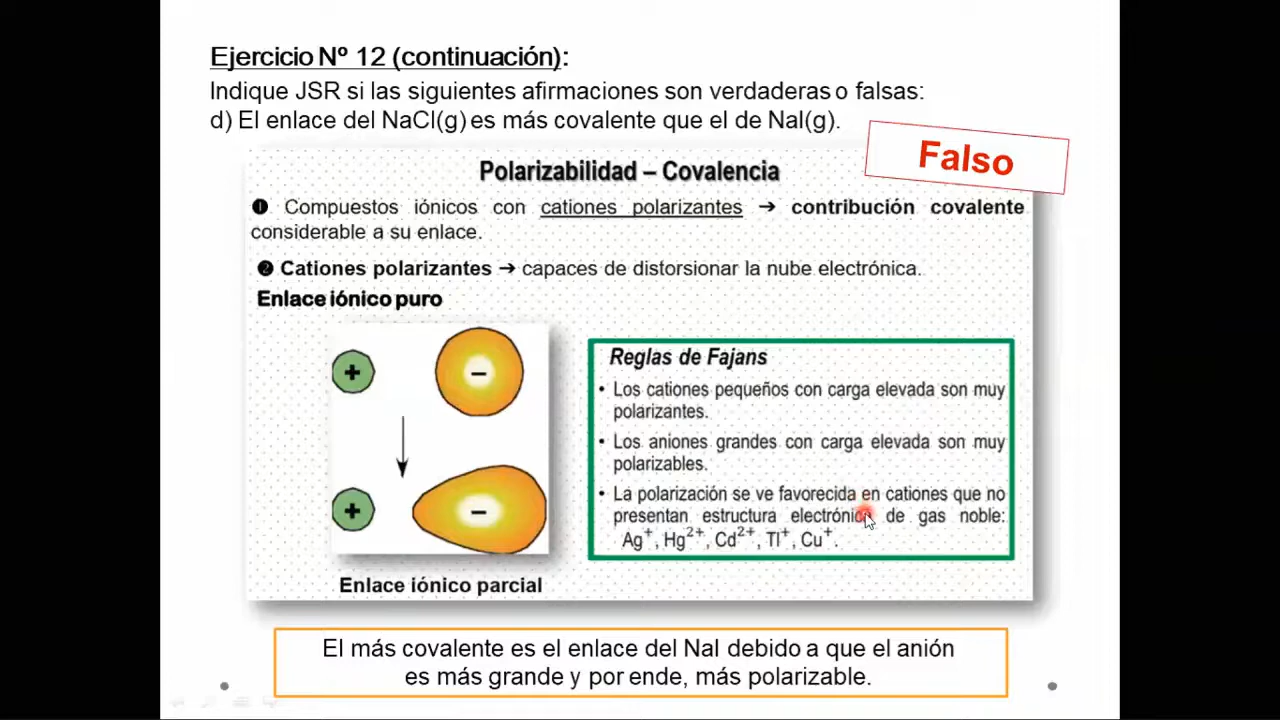 Ejercicio Nº 12 (continuación):
Indique JSR si las siguientes afirmaciones son verdaderas o falsas:
d) El enlace del NaCl(g) es más covalente que el de NaI(g).
Falso
Polarizabilidad – Covalencia
❶ Compuestos iónicos con cationes polarizantes ➔ contribución covalente
considerable a su enlace.
❷ Cationes polarizantes ➔ capaces de distorsionar la nube electrónica.
Enlace iónico puro
+
−
+
−
Enlace iónico parcial
Reglas de Fajans
• Los cationes pequeños con carga elevada son muy
polarizantes.
• Los aniones grandes con carga elevada son muy
polarizables.
• La polarización se ve favorecida en cationes que no
presentan estructura electrónica de gas noble:
Ag⁺, Hg²⁺, Cd²⁺, Tl⁺, Cu⁺.
El más covalente es el enlace del NaI debido a que el anión
es más grande y por ende, más polarizable.